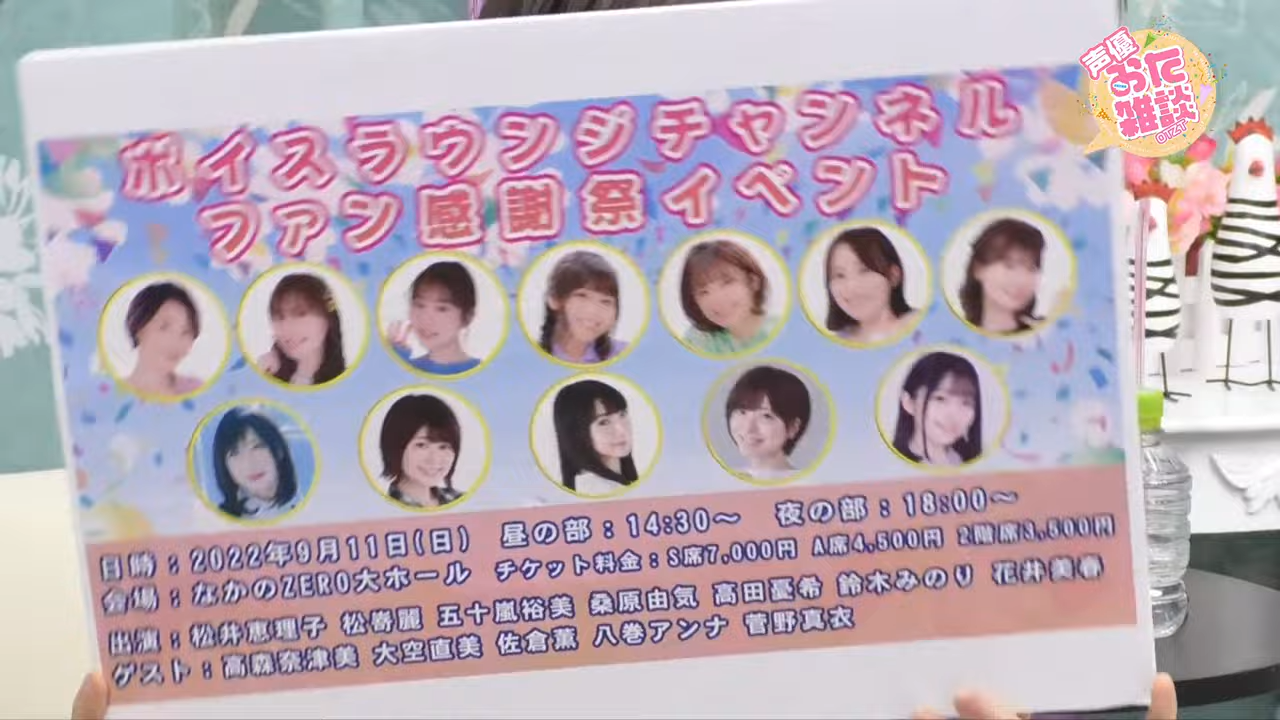 声優
おた
雑談
OTZT
ボイスラウンジチャンネル
ファン感謝祭イベント
日時：2022年9月11日(日)　昼の部：14:30～　夜の部：18:00～
会場：なかのZERO大ホール　チケット料金：S席7,000円 A席4,500円 2階席3,500円
出演：松井恵理子 松嵜麗 五十嵐裕美 桑原由気 高田憂希 鈴木みのり 花井美春
ゲスト：高森奈津美 大空直美 佐倉薫 八巻アンナ 菅野真衣